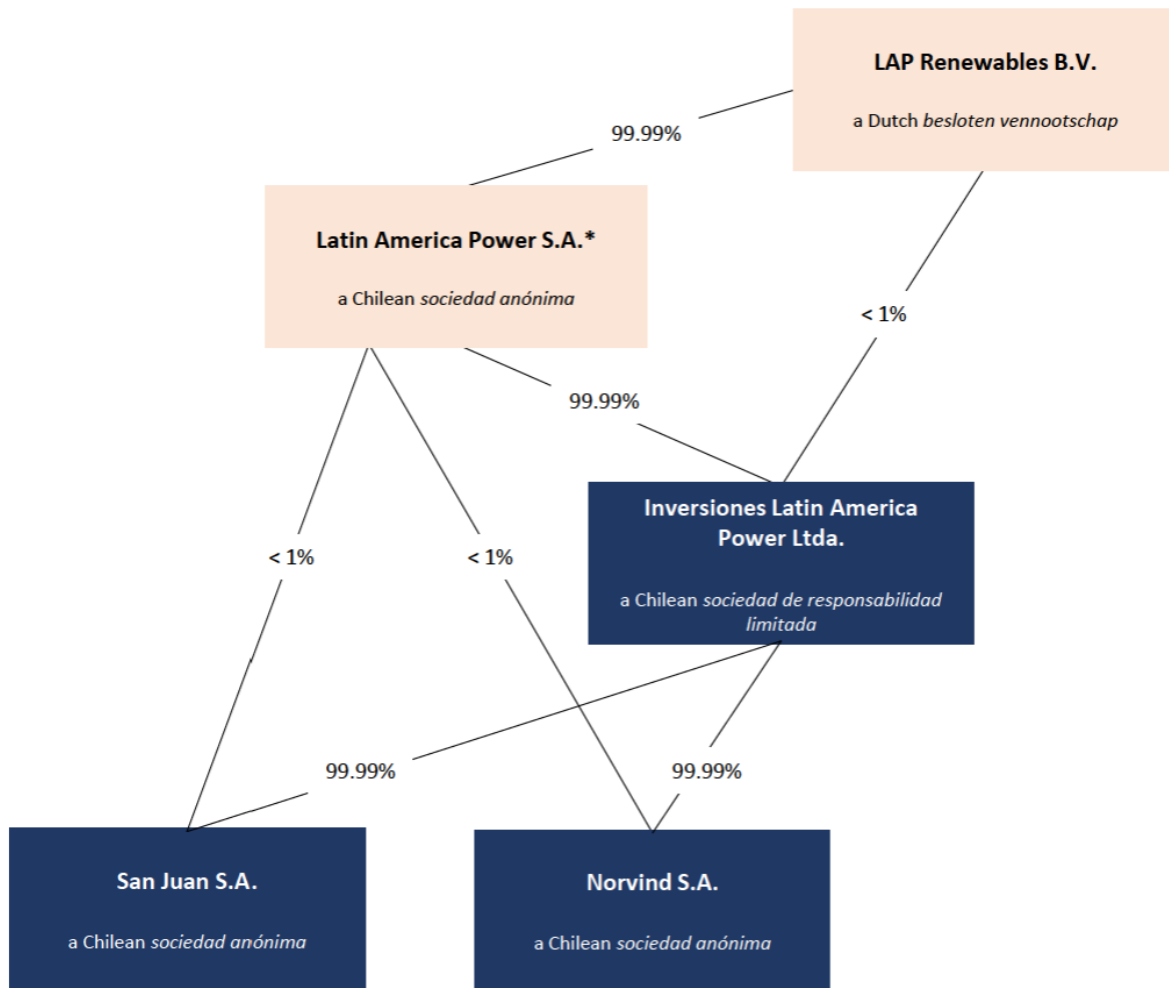 LAP Renewables B.V.
a Dutch besloten vennootschap
99.99%
Latin America Power S.A.*
a Chilean sociedad anónima
< 1%
99.99%
Inversiones Latin America
Power Ltda.
a Chilean sociedad de responsabilidad
limitada
< 1%
< 1%
99.99%
99.99%
San Juan S.A.
a Chilean sociedad anónima
Norvind S.A.
a Chilean sociedad anónima